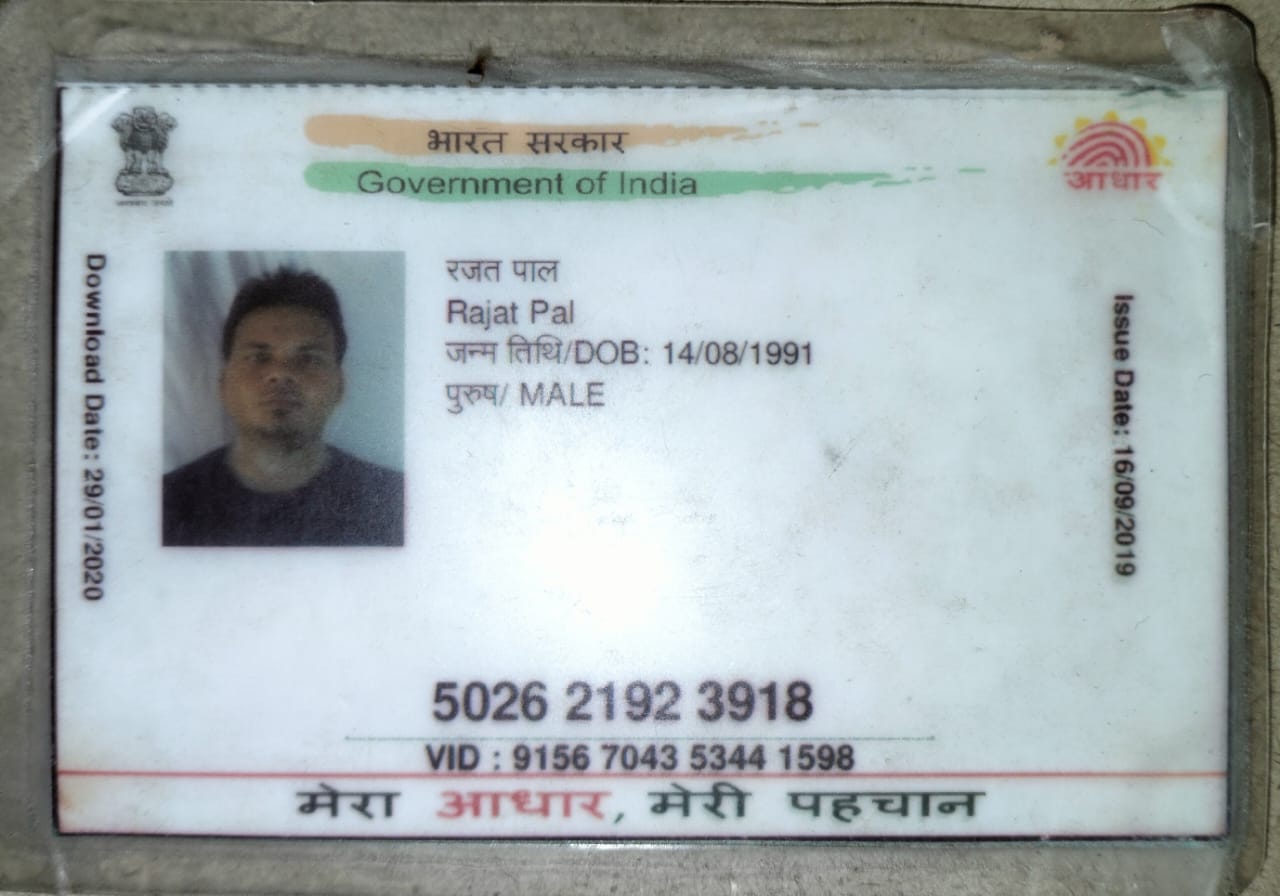 भारत सरकार
Government of India
आधार
Download Date: 29/01/2020
रजत पाल
Rajat Pal
जन्म तिथि/DOB: 14/08/1991
पुरुष/ MALE
Issue Date: 16/09/2019
5026 2192 3918
VID : 9156 7043 5344 1598
मेरा आधार, मेरी पहचान